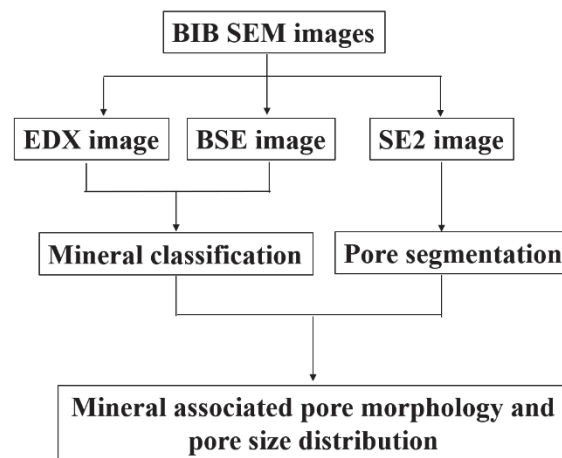 BIB SEM images
EDX image
BSE image
SE2 image
Mineral classification
Pore segmentation
Mineral associated pore morphology and
pore size distribution